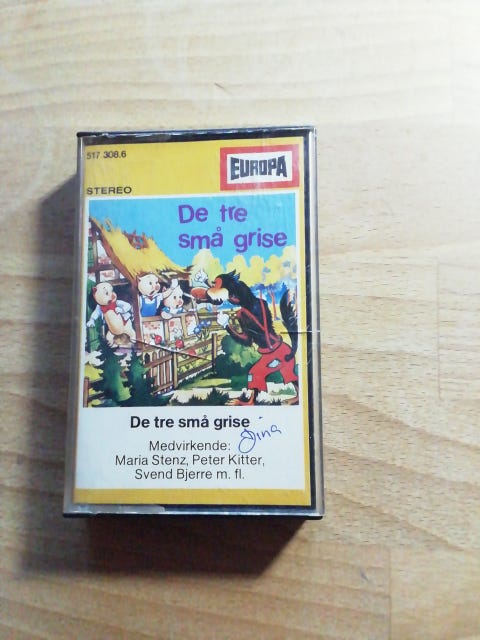 517 308.6
EUROPA
STEREO
De tre
små grise
De tre små grise
Dina
Medvirkende:
Maria Stenz, Peter Kitter,
Svend Bjerre m. fl.